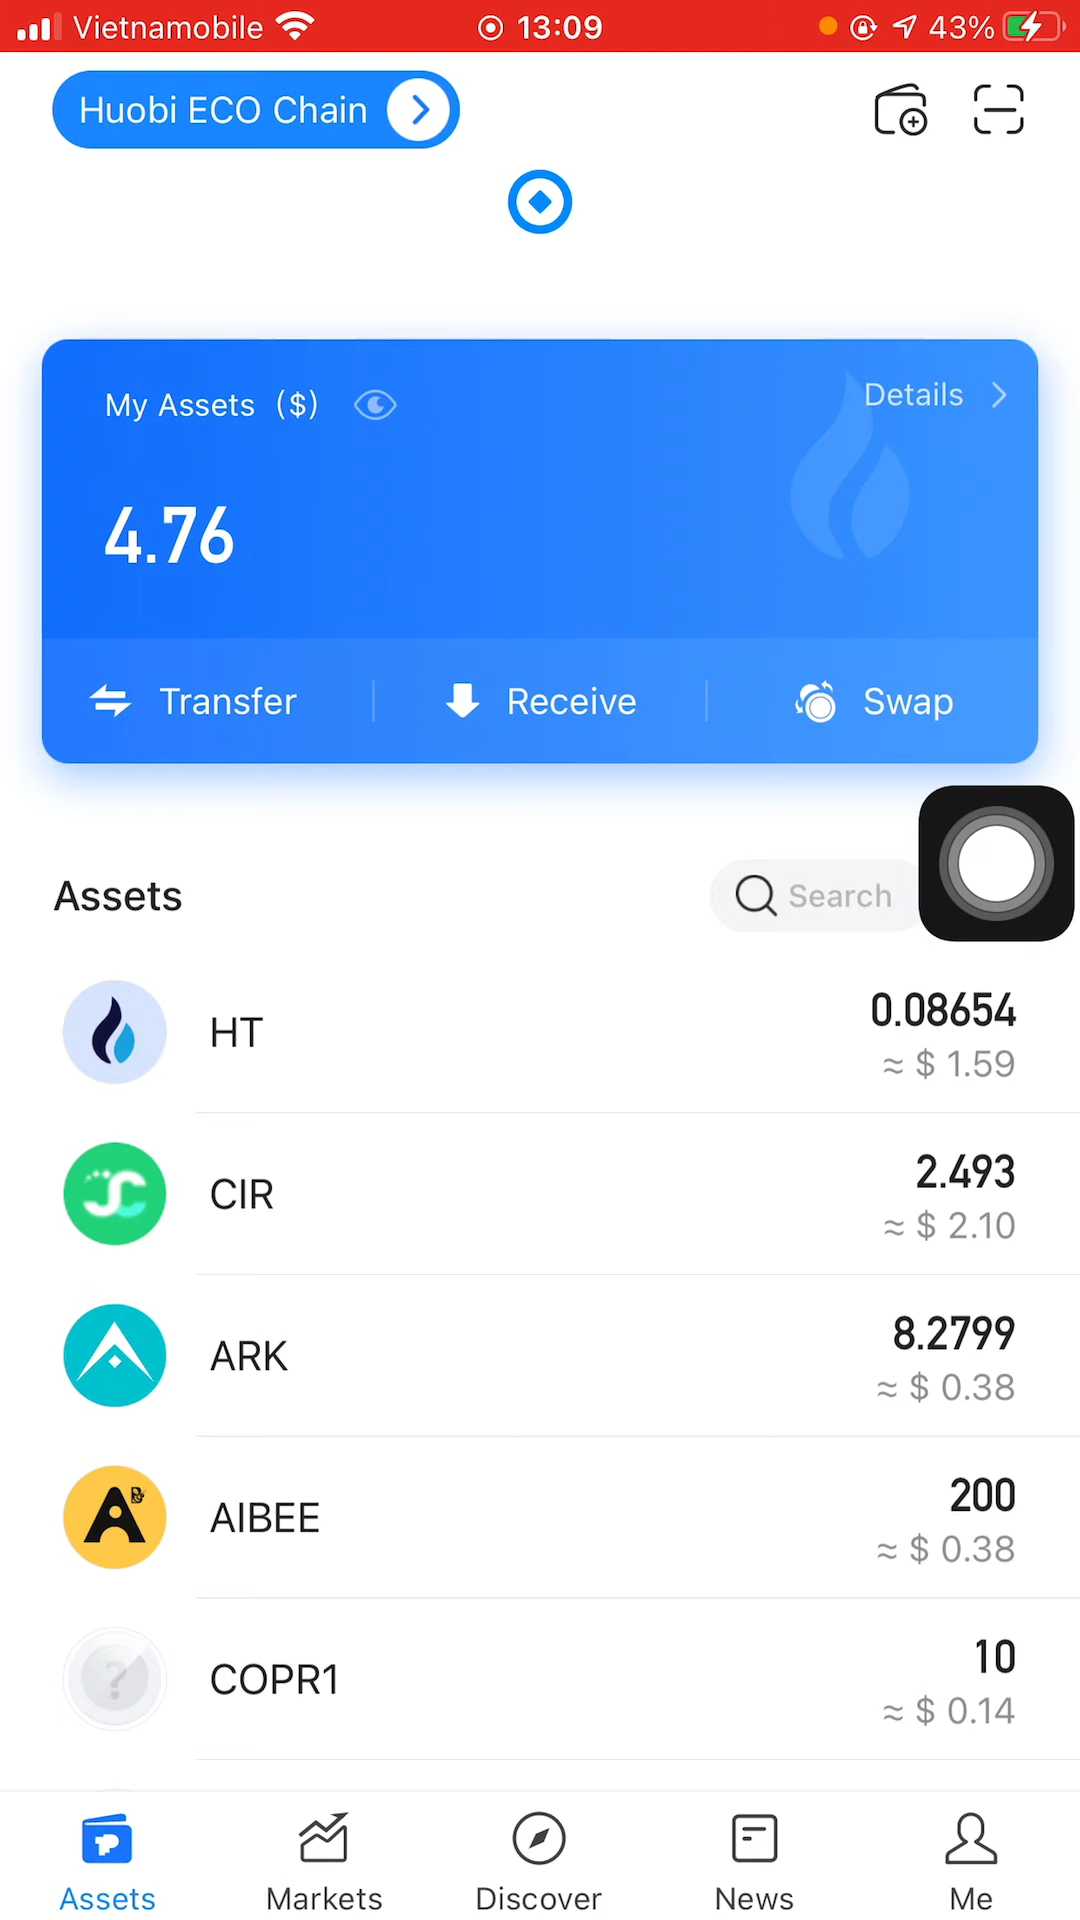 Vietnamobile 13:09 43%
Huobi ECO Chain
My Assets ($) Details
4.76
Transfer Receive Swap
Assets Search
HT 0.08654
≈ $ 1.59
CIR 2.493
≈ $ 2.10
ARK 8.2799
≈ $ 0.38
AIBEE 200
≈ $ 0.38
COPR1 10
≈ $ 0.14
Assets Markets Discover News Me